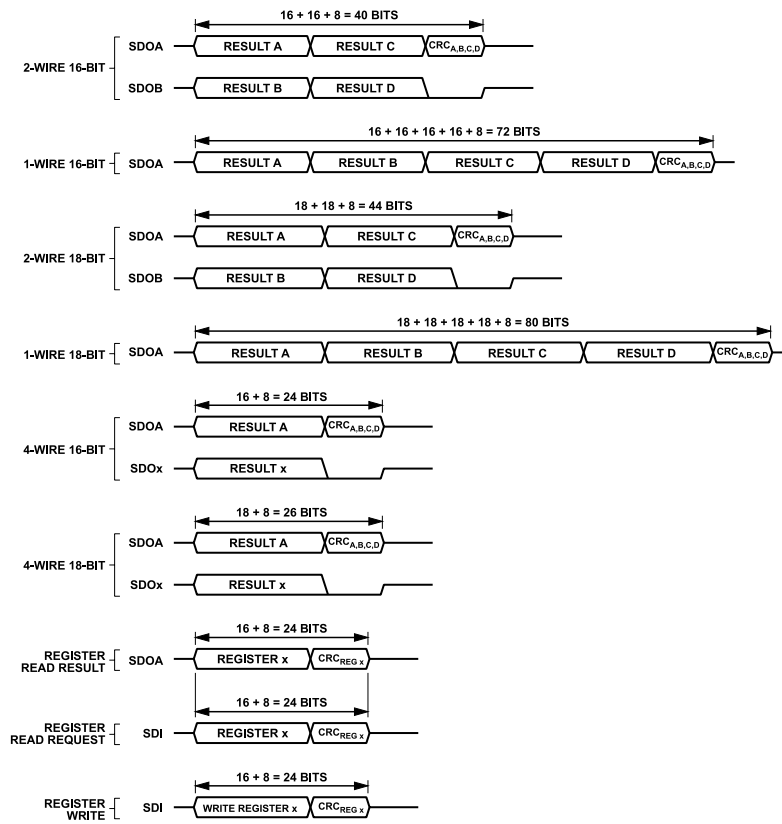 16 + 16 + 8 = 40 BITS
2-WIRE 16-BIT
SDOA RESULT A RESULT C CRCA,B,C,D
SDOB RESULT B RESULT D
16 + 16 + 16 + 16 + 8 = 72 BITS
1-WIRE 16-BIT SDOA RESULT A RESULT B RESULT C RESULT D CRCA,B,C,D
18 + 18 + 8 = 44 BITS
2-WIRE 18-BIT
SDOA RESULT A RESULT C CRCA,B,C,D
SDOB RESULT B RESULT D
18 + 18 + 18 + 18 + 8 = 80 BITS
1-WIRE 18-BIT SDOA RESULT A RESULT B RESULT C RESULT D CRCA,B,C,D
16 + 8 = 24 BITS
4-WIRE 16-BIT
SDOA RESULT A CRCA,B,C,D
SDOx RESULT x
18 + 8 = 26 BITS
4-WIRE 18-BIT
SDOA RESULT A CRCA,B,C,D
SDOx RESULT x
16 + 8 = 24 BITS
REGISTER
READ RESULT SDOA REGISTER x CRCREG x
16 + 8 = 24 BITS
REGISTER
READ REQUEST SDI REGISTER x CRCREG x
16 + 8 = 24 BITS
REGISTER
WRITE SDI WRITE REGISTER x CRCREG x